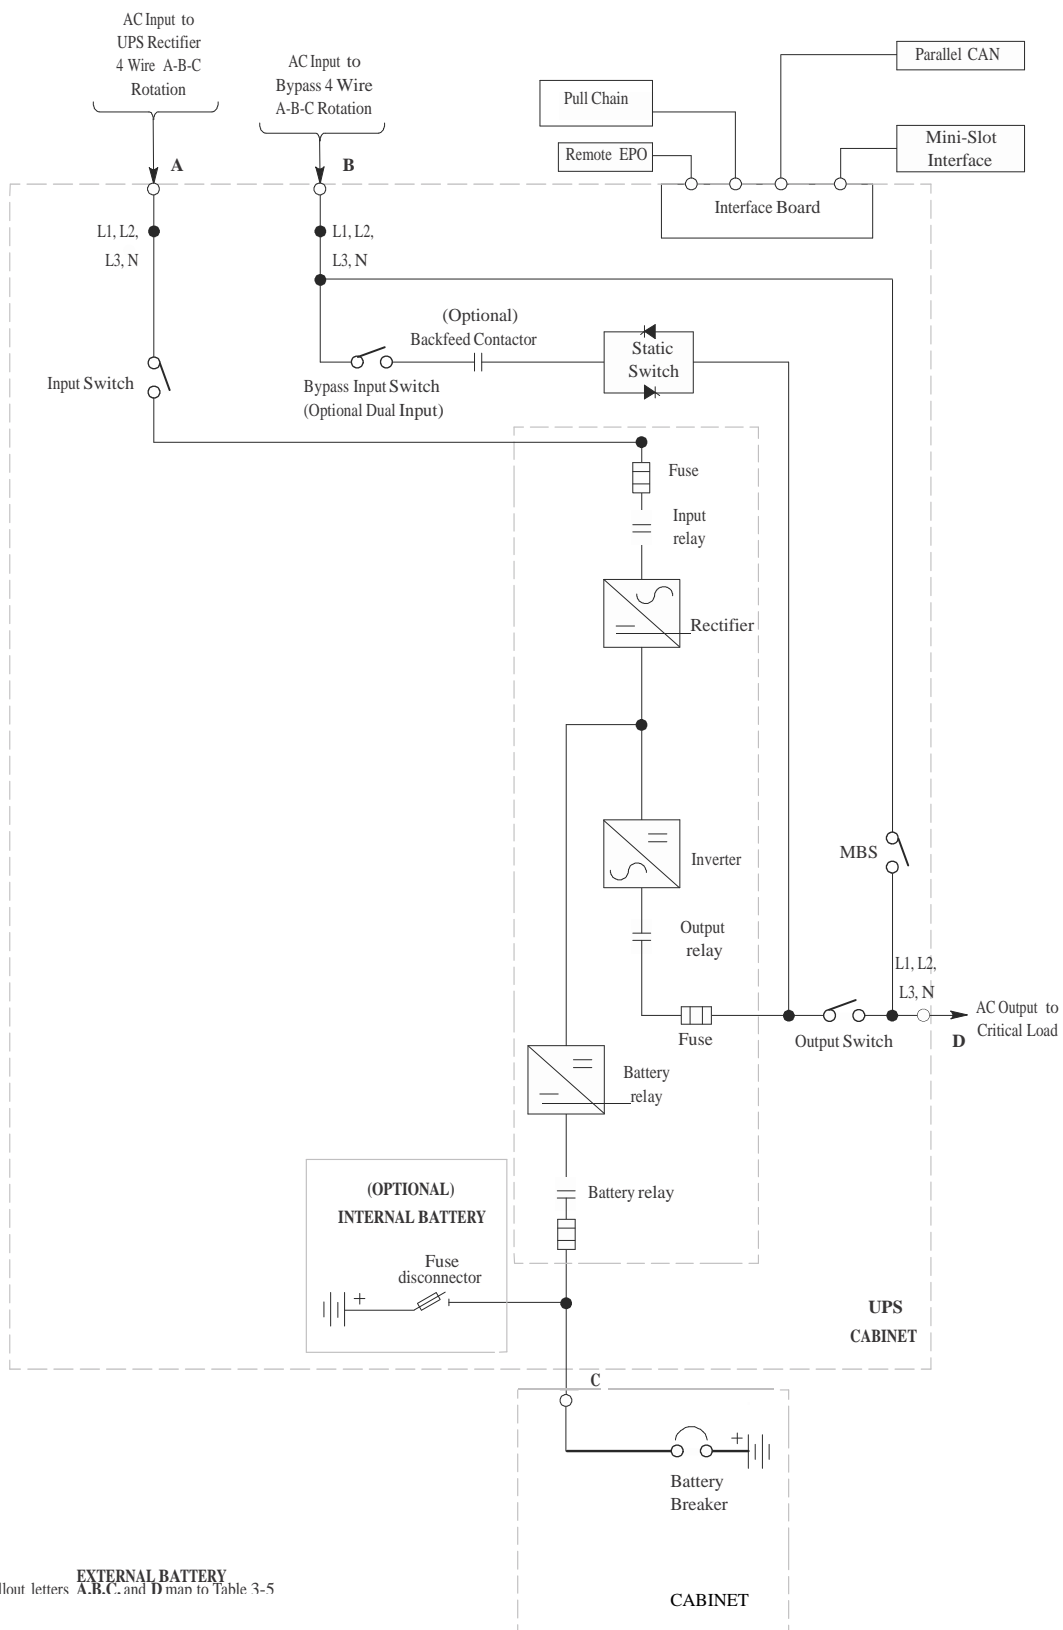 AC Input to
UPS Rectifier
4 Wire A-B-C
Rotation
AC Input to
Bypass 4 Wire
A-B-C Rotation
A
B
Pull Chain
Remote EPO
Parallel CAN
Mini-Slot
Interface
Interface Board
L1, L2,
L3, N
L1, L2,
L3, N
(Optional)
Backfeed Contactor
Static
Switch
Input Switch
Bypass Input Switch
(Optional Dual Input)
Fuse
Input
relay
Rectifier
Inverter
MBS
Output
relay
L1, L2,
L3, N
AC Output to
Critical Load
Fuse
Output Switch
D
Battery
relay
(OPTIONAL)
INTERNAL BATTERY
Battery relay
Fuse
disconnector
+
UPS
CABINET
C
+
Battery
Breaker
EXTERNAL BATTERY
letters A,B,C, and D map to Table 3-5
CABINET